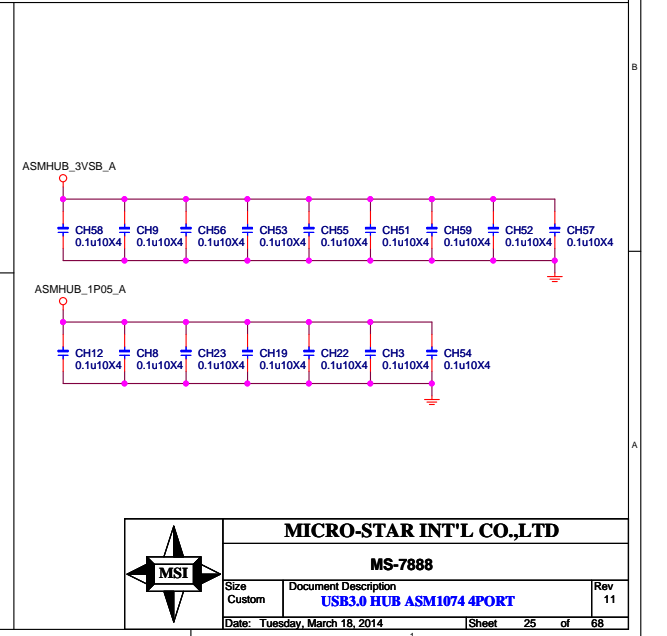 B
ASMHUB_3VSB_A
CH58 CH9 CH56 CH53 CH55 CH51 CH59 CH52 CH57
0.1u10X4 0.1u10X4 0.1u10X4 0.1u10X4 0.1u10X4 0.1u10X4 0.1u10X4 0.1u10X4 0.1u10X4
ASMHUB_1P05_A
CH12 CH8 CH23 CH19 CH22 CH3 CH54
0.1u10X4 0.1u10X4 0.1u10X4 0.1u10X4 0.1u10X4 0.1u10X4 0.1u10X4
A
MICRO-STAR INT'L CO.,LTD
MSI
MS-7888
Size Document Description Rev
Custom USB3.0 HUB ASM1074 4PORT 11
Date: Tuesday, March 18, 2014 Sheet 25 of 68
1